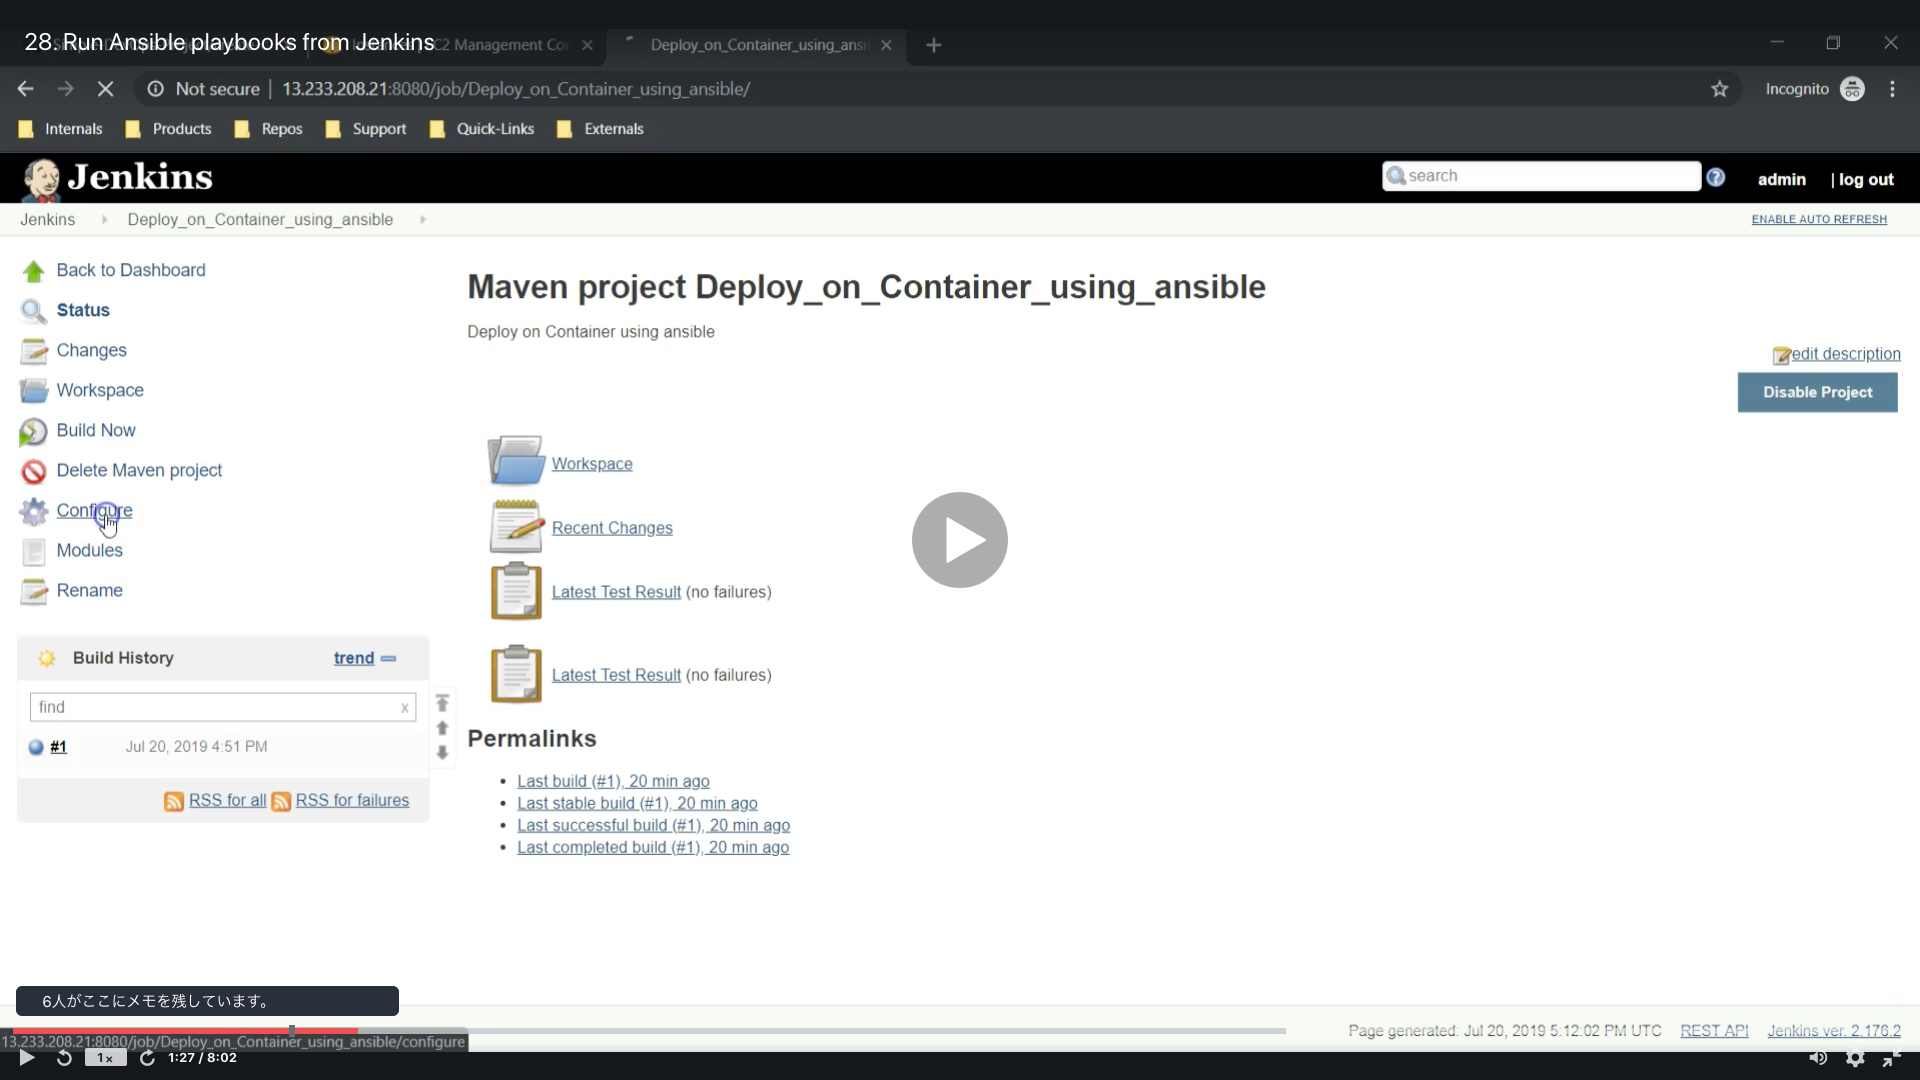 28. Run Ansible playbooks from Jenkins
C2 Management Co
Deploy_on_Container_using_ansi
Not secure | 13.233.208.21:8080/job/Deploy_on_Container_using_ansible/
Incognito
Internals Products Repos Support Quick-Links Externals
Jenkins
search
admin | log out
Jenkins Deploy_on_Container_using_ansible
ENABLE AUTO REFRESH
Back to Dashboard
Status
Changes
Workspace
Build Now
Delete Maven project
Configure
Modules
Rename
Build History trend
find x
#1 Jul 20, 2019 4:51 PM
RSS for all RSS for failures
Maven project Deploy_on_Container_using_ansible
Deploy on Container using ansible
edit description
Disable Project
Workspace
Recent Changes
Latest Test Result (no failures)
Latest Test Result (no failures)
Permalinks
• Last build (#1), 20 min ago
• Last stable build (#1), 20 min ago
• Last successful build (#1), 20 min ago
• Last completed build (#1), 20 min ago
6人がここにメモを残しています。
Page generated: Jul 20, 2019 5:12:02 PM UTC REST API Jenkins ver. 2.176.2
13.233.208.21:8080/job/Deploy_on_Container_using_ansible/configure
1x 1:27 / 8:02